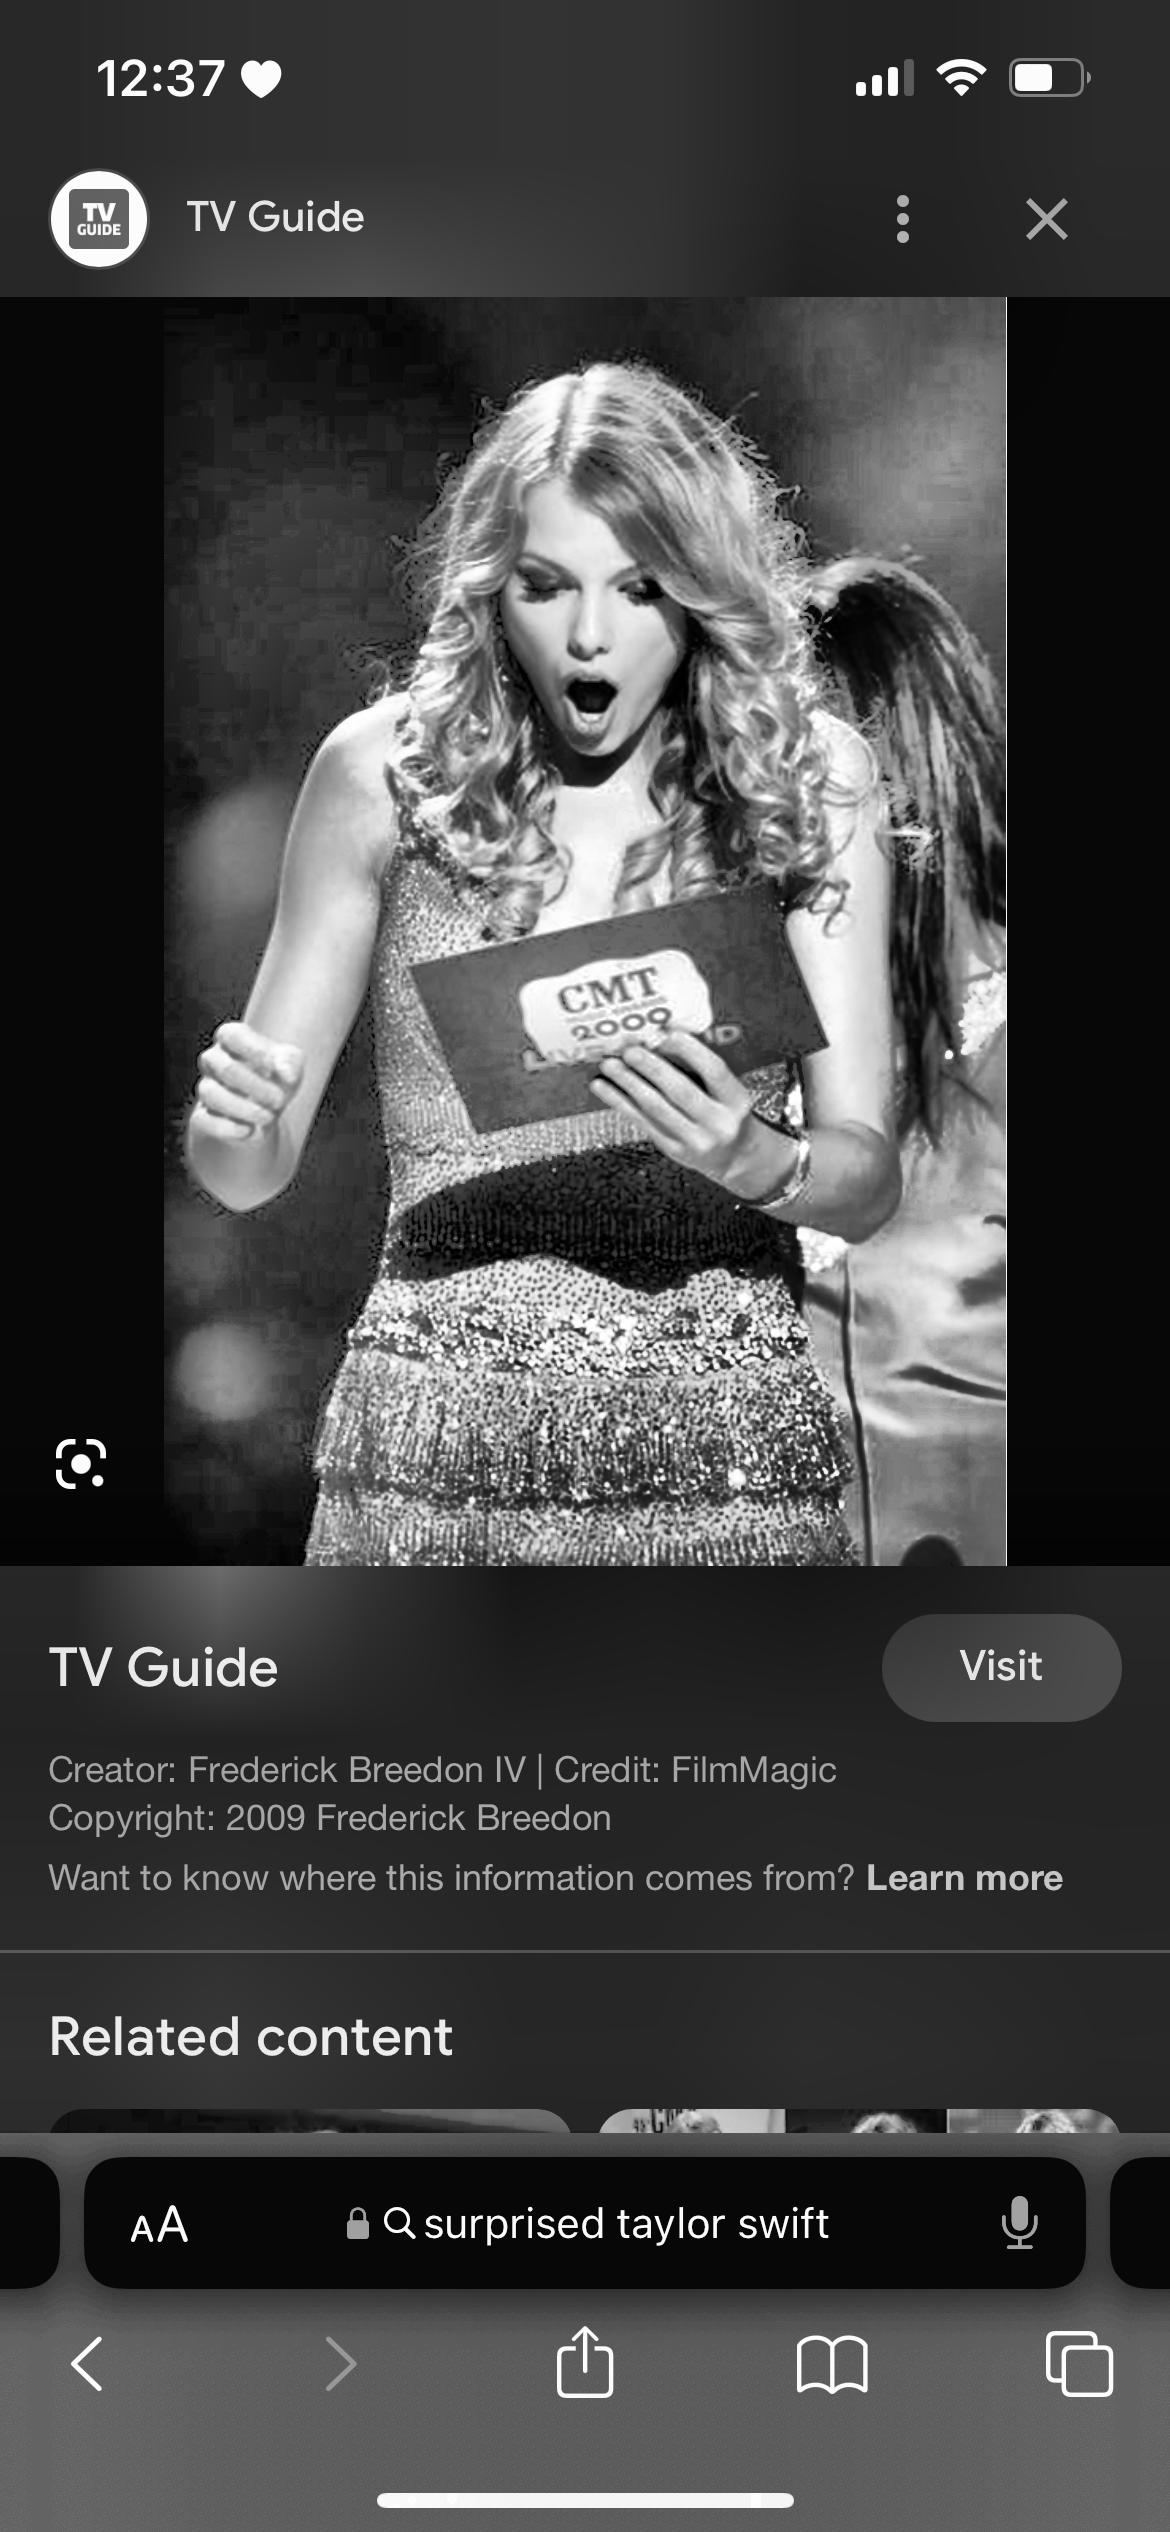 12:37
TV
GUIDE
TV Guide
CMT
2009
TV Guide
Visit
Creator: Frederick Breedon IV | Credit: FilmMagic
Copyright: 2009 Frederick Breedon
Want to know where this information comes from? Learn more
Related content
AA
surprised taylor swift